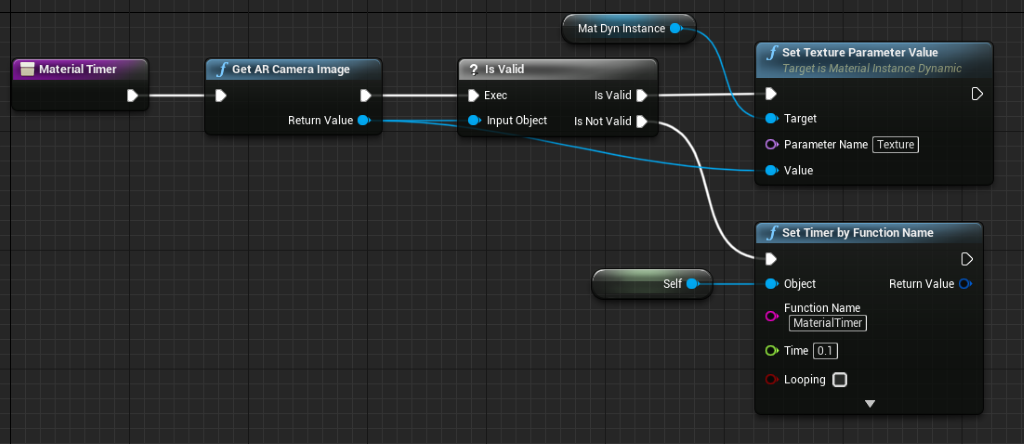 Material Timer
Get AR Camera Image
Return Value
? Is Valid
Exec
Is Valid
Input Object
Is Not Valid
Mat Dyn Instance
Set Texture Parameter Value
Target is Material Instance Dynamic
Target
Parameter Name Texture
Value
Self
Set Timer by Function Name
Object
Return Value
Function Name
MaterialTimer
Time 0.1
Looping